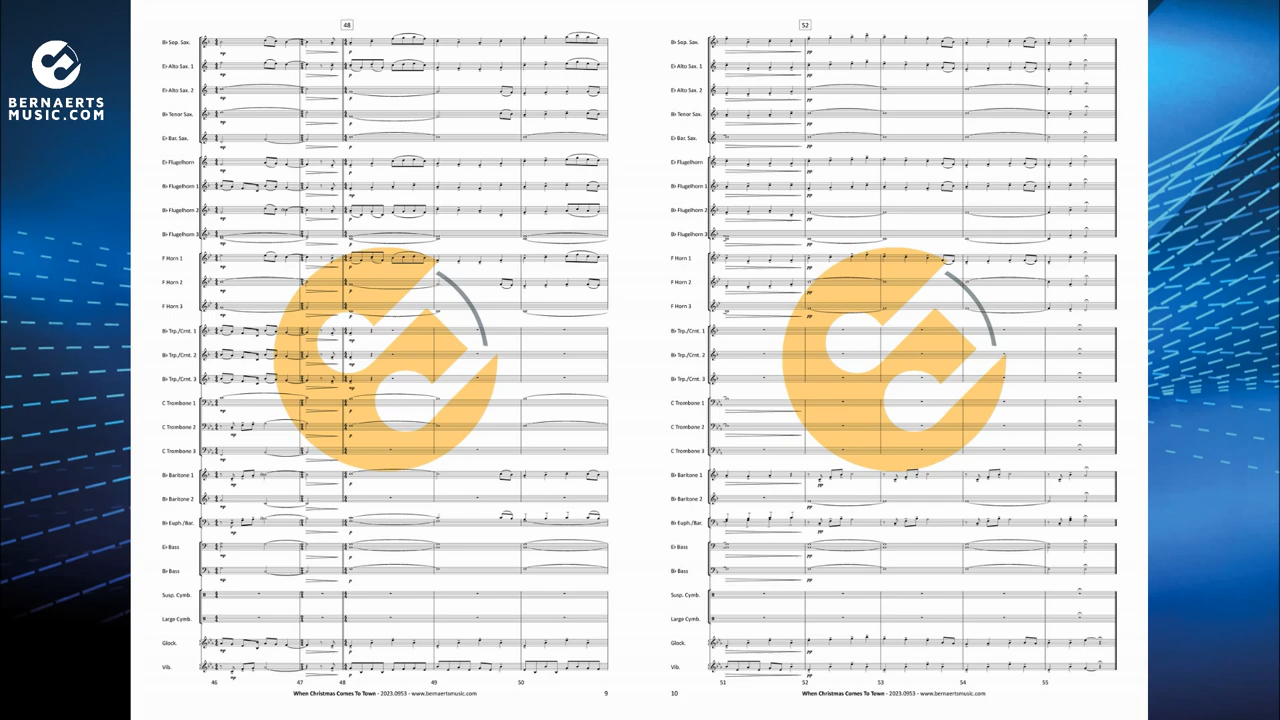 BERNAERTS
MUSIC.COM
48
B♭ Sop. Sax.
E♭ Alto Sax. 1
E♭ Alto Sax. 2
B♭ Tenor Sax.
E♭ Bar. Sax.
E♭ Flugelhorn
B♭ Flugelhorn 1
B♭ Flugelhorn 2
B♭ Flugelhorn 3
F Horn 1
F Horn 2
F Horn 3
B♭ Trp./Crnt. 1
B♭ Trp./Crnt. 2
B♭ Trp./Crnt. 3
C Trombone 1
C Trombone 2
C Trombone 3
B♭ Baritone 1
B♭ Baritone 2
B♭ Euph./Bar.
E♭ Bass
B♭ Bass
Susp. Cymb.
Large Cymb.
Glock.
Vib.
46 47 48 49 50
When Christmas Comes To Town - 2023.0953 - www.bernaertsmusic.com
9
52
B♭ Sop. Sax.
E♭ Alto Sax. 1
E♭ Alto Sax. 2
B♭ Tenor Sax.
E♭ Bar. Sax.
E♭ Flugelhorn
B♭ Flugelhorn 1
B♭ Flugelhorn 2
B♭ Flugelhorn 3
F Horn 1
F Horn 2
F Horn 3
B♭ Trp./Crnt. 1
B♭ Trp./Crnt. 2
B♭ Trp./Crnt. 3
C Trombone 1
C Trombone 2
C Trombone 3
B♭ Baritone 1
B♭ Baritone 2
B♭ Euph./Bar.
E♭ Bass
B♭ Bass
Susp. Cymb.
Large Cymb.
Glock.
Vib.
51 52 53 54 55
10
When Christmas Comes To Town - 2023.0953 - www.bernaertsmusic.com